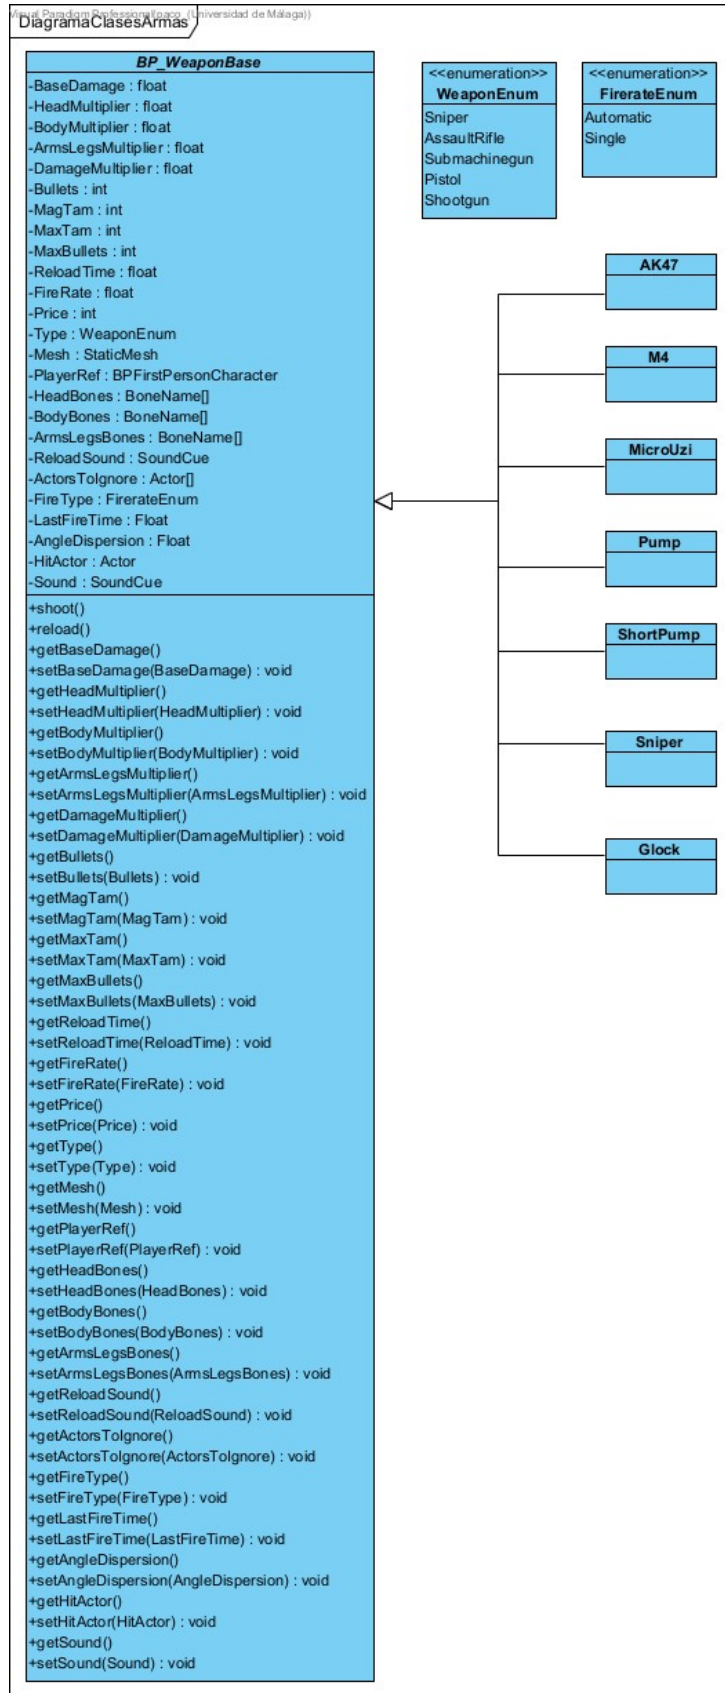 Visual Paradigm Professional(paco (Universidad de Málaga))
DiagramaClasesArmas
BP_WeaponBase
-BaseDamage : float
-HeadMultiplier : float
-BodyMultiplier : float
-ArmsLegsMultiplier : float
-DamageMultiplier : float
-Bullets : int
-MagTam : int
-MaxTam : int
-MaxBullets : int
-ReloadTime : float
-FireRate : float
-Price : int
-Type : WeaponEnum
-Mesh : StaticMesh
-PlayerRef : BPFirstPersonCharacter
-HeadBones : BoneName[]
-BodyBones : BoneName[]
-ArmsLegsBones : BoneName[]
-ReloadSound : SoundCue
-ActorsToIgnore : Actor[]
-FireType : FirerateEnum
-LastFireTime : Float
-AngleDispersion : Float
-HitActor : Actor
-Sound : SoundCue
+shoot()
+reload()
+getBaseDamage()
+setBaseDamage(BaseDamage) : void
+getHeadMultiplier()
+setHeadMultiplier(HeadMultiplier) : void
+getBodyMultiplier()
+setBodyMultiplier(BodyMultiplier) : void
+getArmsLegsMultiplier()
+setArmsLegsMultiplier(ArmsLegsMultiplier) : void
+getDamageMultiplier()
+setDamageMultiplier(DamageMultiplier) : void
+getBullets()
+setBullets(Bullets) : void
+getMagTam()
+setMagTam(MagTam) : void
+getMaxTam()
+setMaxTam(MaxTam) : void
+getMaxBullets()
+setMaxBullets(MaxBullets) : void
+getReloadTime()
+setReloadTime(ReloadTime) : void
+getFireRate()
+setFireRate(FireRate) : void
+getPrice()
+setPrice(Price) : void
+getType()
+setType(Type) : void
+getMesh()
+setMesh(Mesh) : void
+getPlayerRef()
+setPlayerRef(PlayerRef) : void
+getHeadBones()
+setHeadBones(HeadBones) : void
+getBodyBones()
+setBodyBones(BodyBones) : void
+getArmsLegsBones()
+setArmsLegsBones(ArmsLegsBones) : void
+getReloadSound()
+setReloadSound(ReloadSound) : void
+getActorsToIgnore()
+setActorsToIgnore(ActorsToIgnore) : void
+getFireType()
+setFireType(FireType) : void
+getLastFireTime()
+setLastFireTime(LastFireTime) : void
+getAngleDispersion()
+setAngleDispersion(AngleDispersion) : void
+getHitActor()
+setHitActor(HitActor) : void
+getSound()
+setSound(Sound) : void
<<enumeration>>
WeaponEnum
Sniper
AssaultRifle
Submachinegun
Pistol
Shootgun
<<enumeration>>
FirerateEnum
Automatic
Single
AK47
M4
MicroUzi
Pump
ShortPump
Sniper
Glock